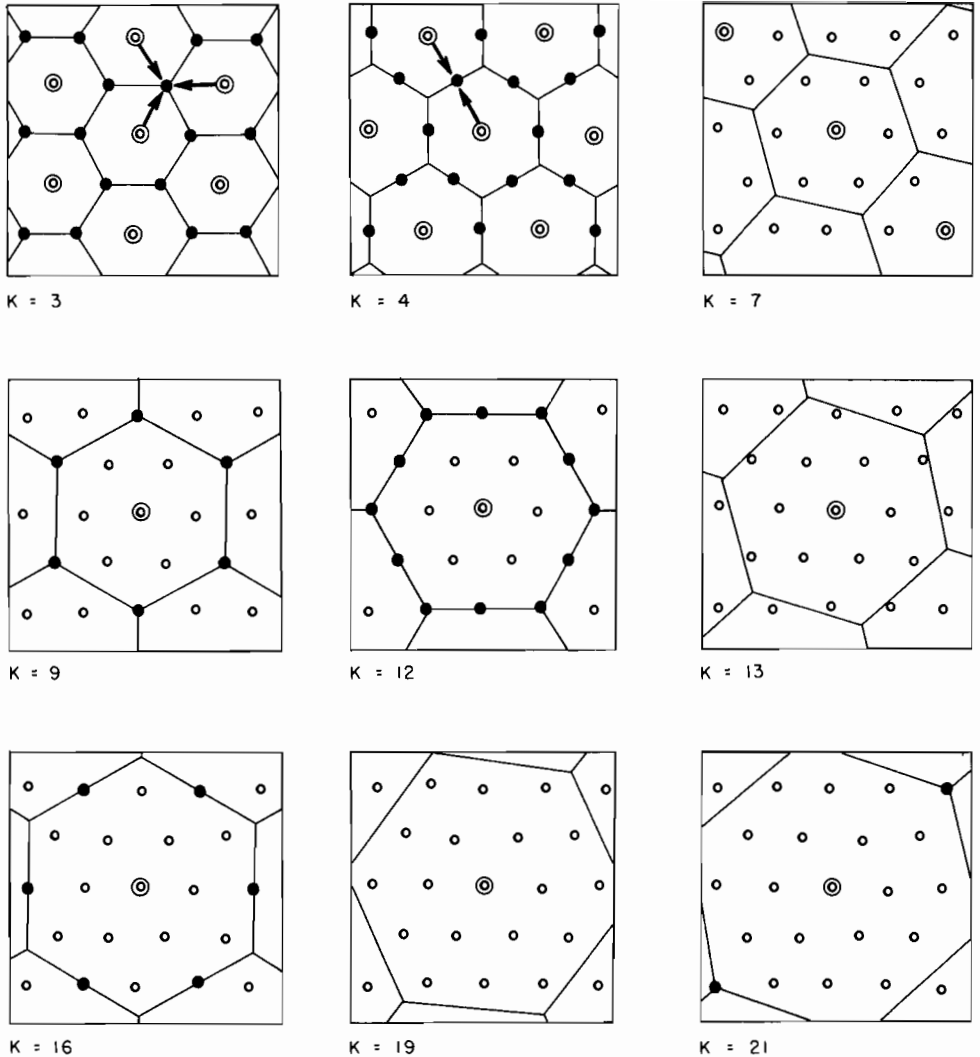 K = 3
K = 4
K = 7
K = 9
K = 12
K = 13
K = 16
K = 19
K = 21